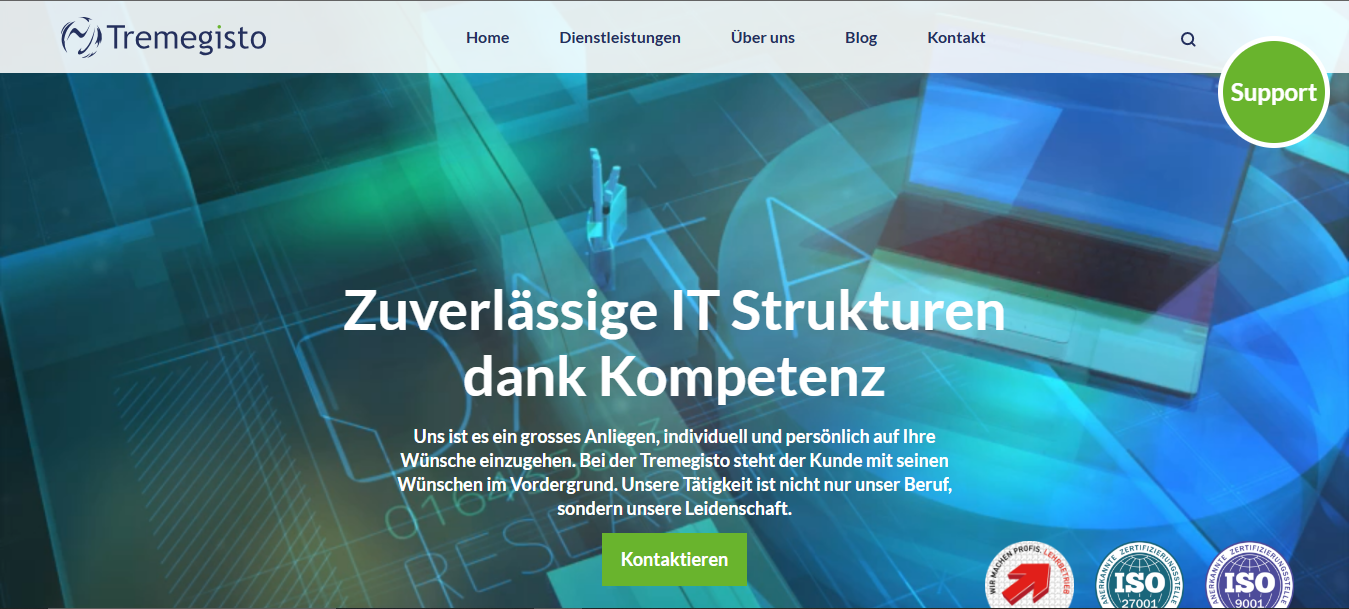 Tremegisto
Home
Dienstleistungen
Über uns
Blog
Kontakt
Support
DATA
Zuverlässige IT Strukturen
dank Kompetenz
Uns ist es ein grosses Anliegen, individuell und persönlich auf Ihre
Wünsche einzugehen. Bei der Tremegisto steht der Kunde mit seinen
Wünschen im Vordergrund. Unsere Tätigkeit ist nicht nur unser Beruf,
sondern unsere Leidenschaft.
RESEARCH
Kontaktieren
WIR MACHEN PROFIS. LEHRBETRIEB
ANERKANNTE ZERTIFIZIERUNGSSTELLE
ISO
27001
ANERKANNTE ZERTIFIZIERUNGSSTELLE
ISO
9001